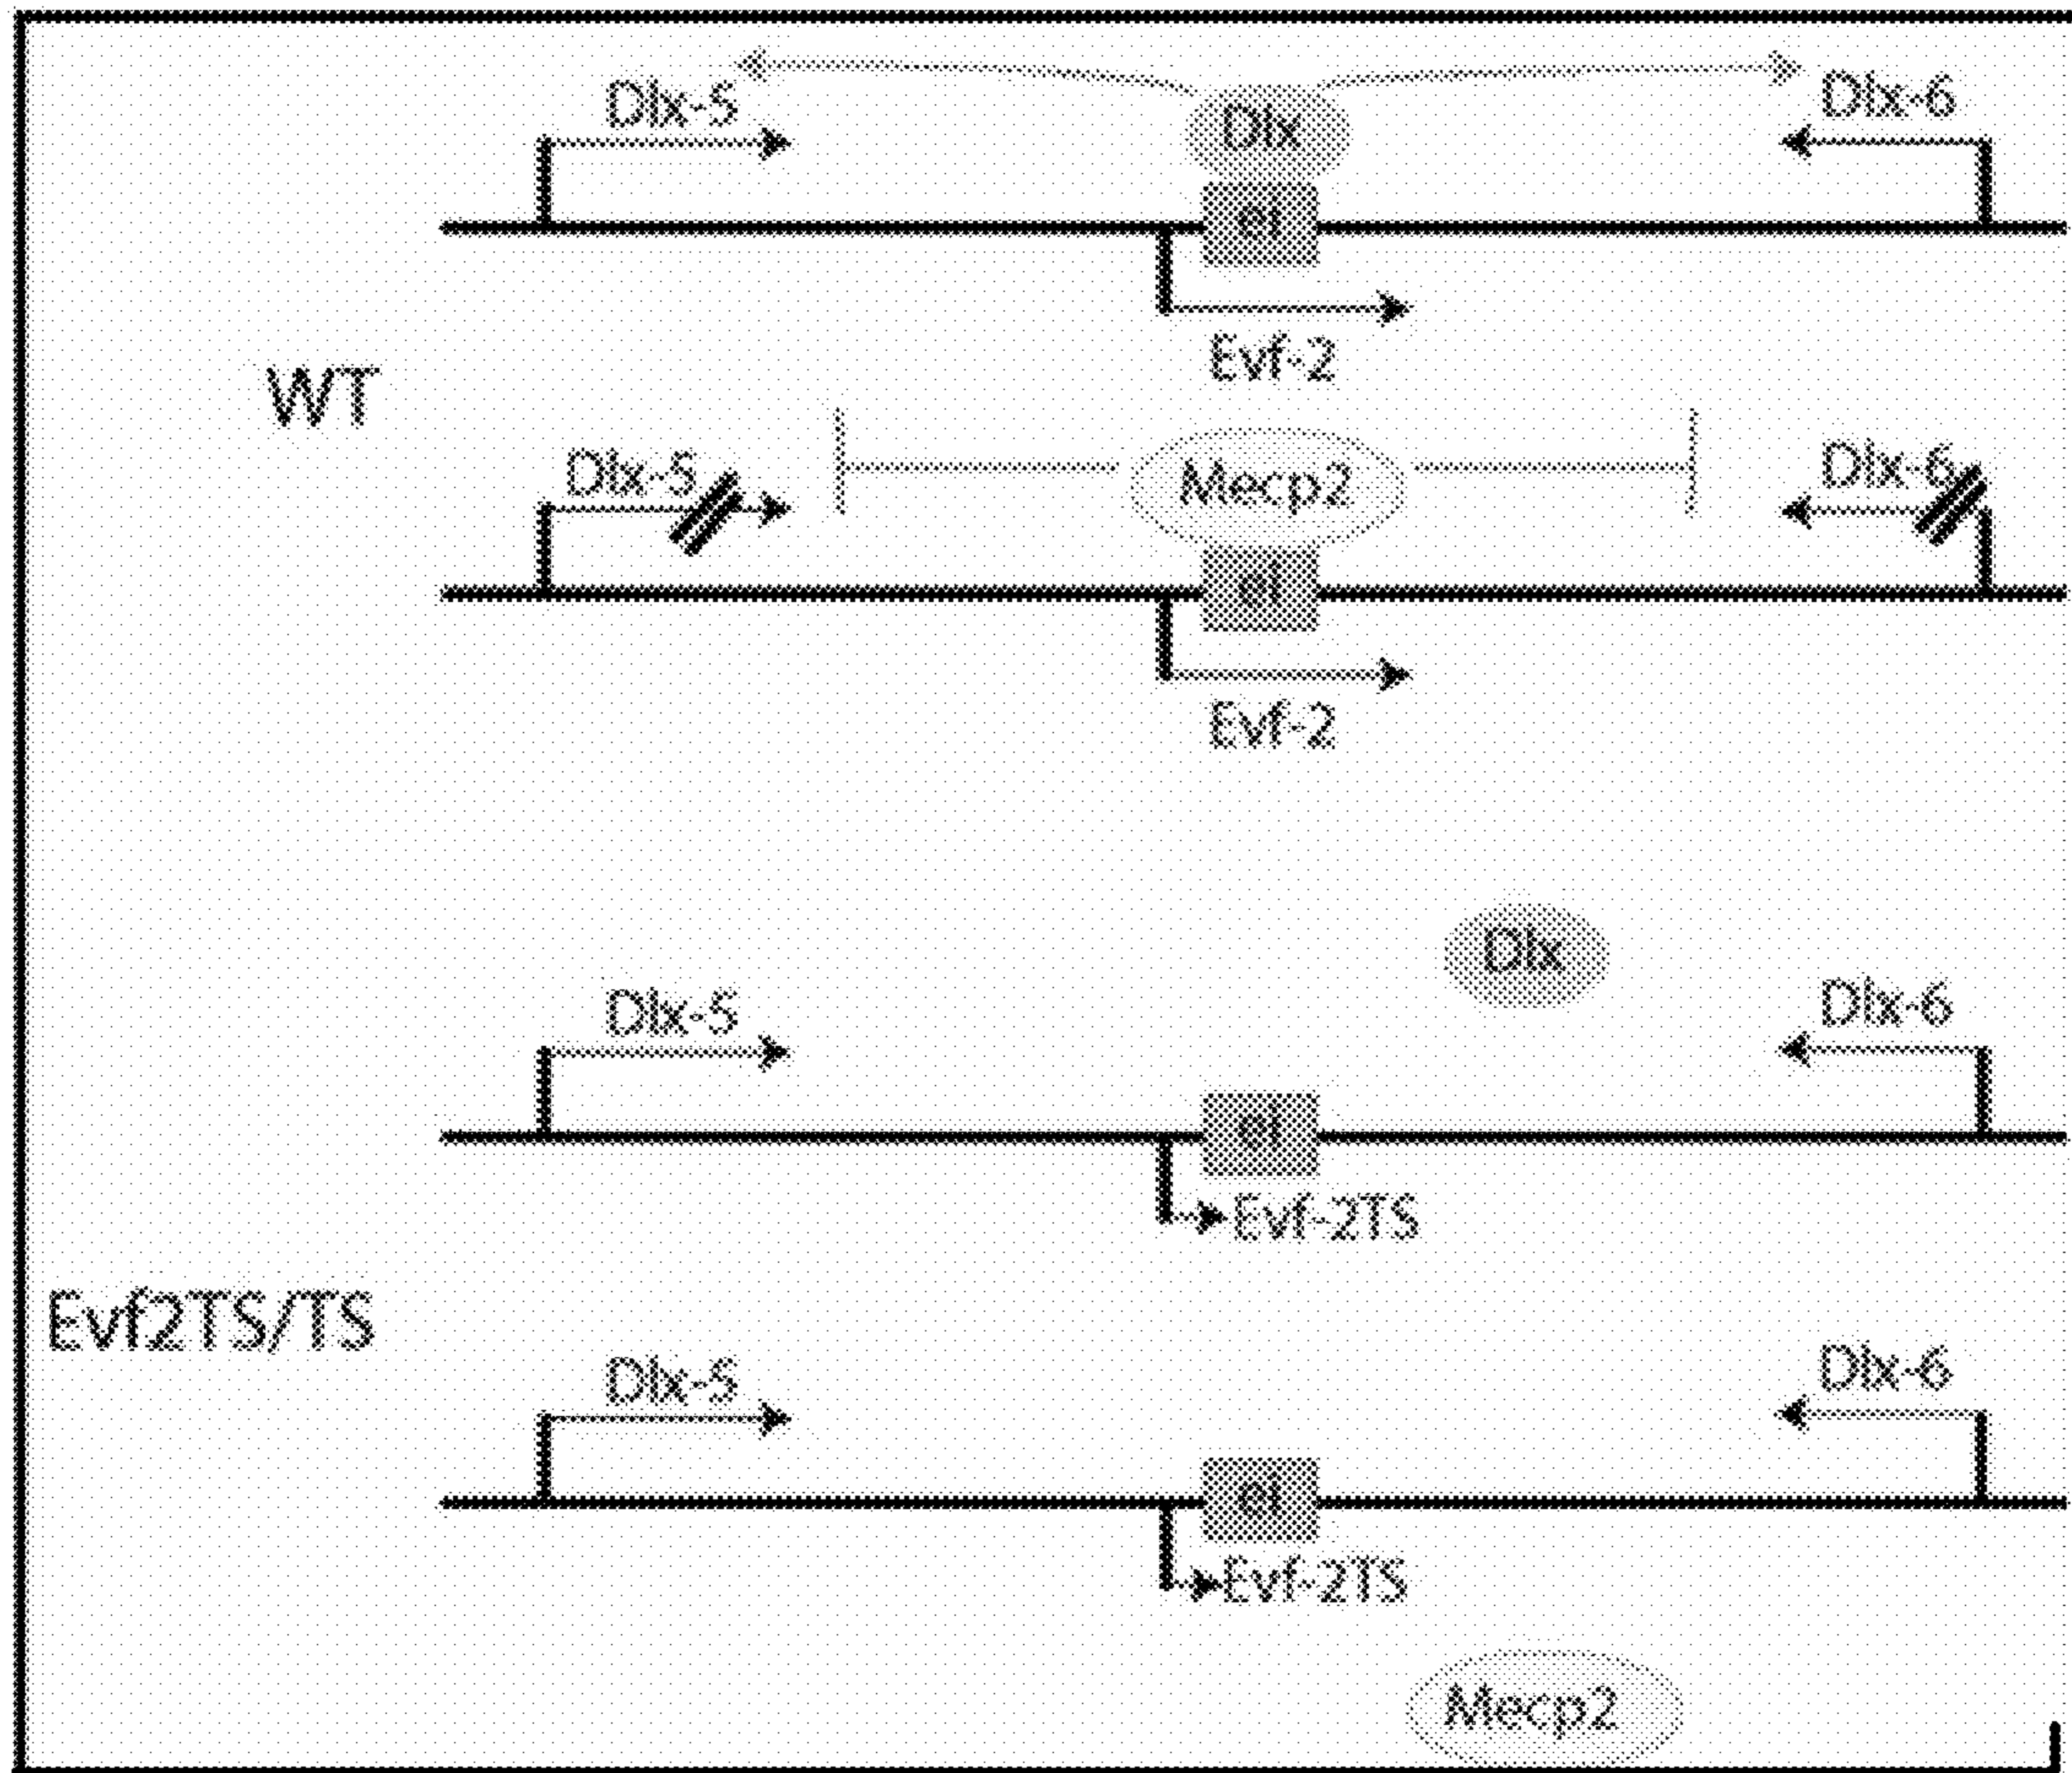 Dlx-5
Dlx
Dlx-6
ei
Evf-2
WT
Dlx-5
Mecp2
Dlx-6
ei
Evf-2
Dlx
Dlx-5
Dlx-6
ei
Evf-2TS
Evf2TS/TS
Dlx-5
Dlx-6
ei
Evf-2TS
Mecp2